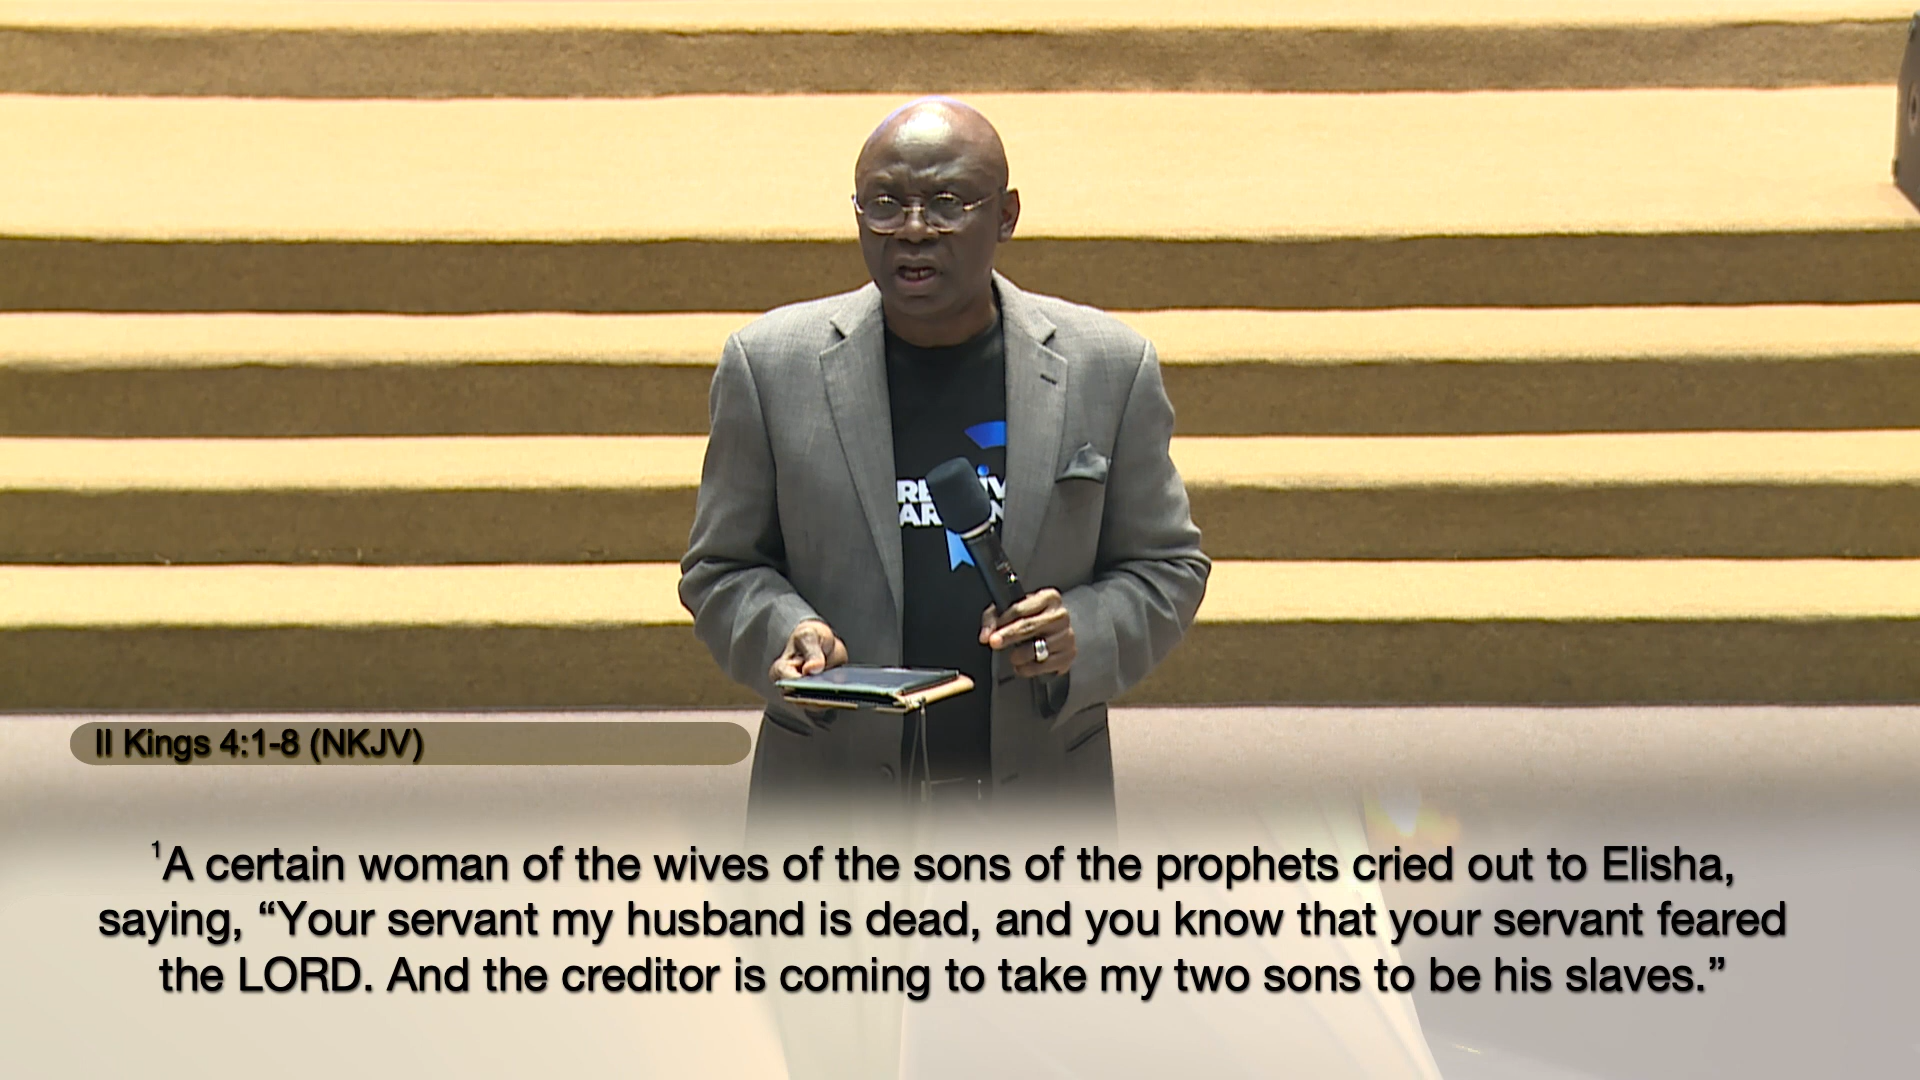 II Kings 4:1-8 (NKJV)
¹A certain woman of the wives of the sons of the prophets cried out to Elisha,
saying, “Your servant my husband is dead, and you know that your servant feared
the LORD. And the creditor is coming to take my two sons to be his slaves.”